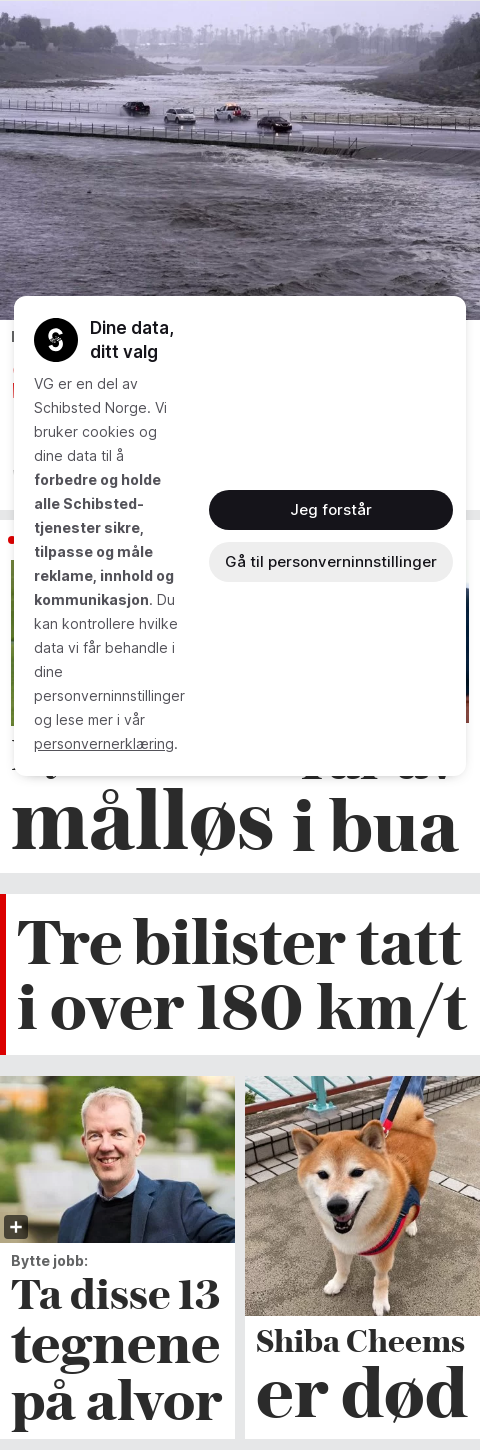 Dine data,
ditt valg
VG er en del av
Schibsted Norge. Vi
bruker cookies og
dine data til å
forbedre og holde
alle Schibsted-
tjenester sikre,
tilpasse og måle
reklame, innhold og
kommunikasjon. Du
kan kontrollere hvilke
data vi får behandle i
dine
personverninnstillinger
og lese mer i vår
personvernerklæring.
Jeg forstår
Gå til personverninnstillinger
målløs
i bua
Tre bilister tatt
i over 180 km/t
Bytte jobb:
Ta disse 13
tegnene
på alvor
Shiba Cheems
er død